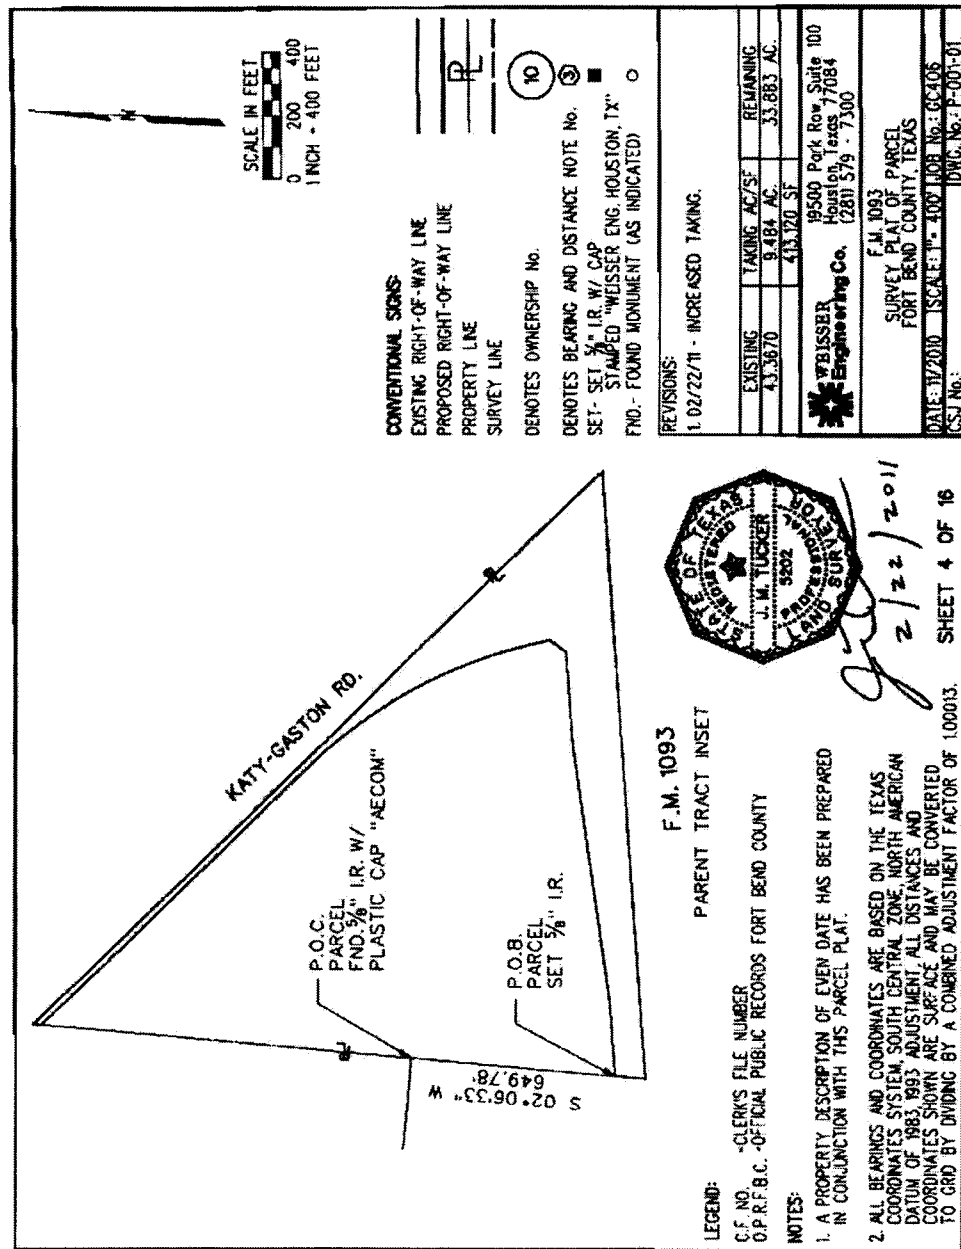 SCALE IN FEET
0 200 400
1 INCH = 400 FEET
N
CONVENTIONAL SIGNS:
EXISTING RIGHT-OF-WAY LINE
PROPOSED RIGHT-OF-WAY LINE
PROPERTY LINE
PL
SURVEY LINE
DENOTES OWNERSHIP No.
10
DENOTES BEARING AND DISTANCE NOTE No.
3
SET- SET 5/8" I.R. W/ CAP
STAMPED "WEISSER ENG. HOUSTON, TX"
FND.- FOUND MONUMENT (AS INDICATED)
KATY-GASTON RD.
PL
PL
P.O.C.
PARCEL
FND. 5/8" I.R. W/
PLASTIC CAP "AECOM"
S 02°06'33" W
649.78'
P.O.B.
PARCEL
SET 5/8" I.R.
F.M. 1093
PARENT TRACT INSET
LEGEND:
C.F. NO. -CLERK'S FILE NUMBER
O.P.R.F.B.C. -OFFICIAL PUBLIC RECORDS FORT BEND COUNTY
NOTES:
1. A PROPERTY DESCRIPTION OF EVEN DATE HAS BEEN PREPARED
IN CONJUNCTION WITH THIS PARCEL PLAT.
2. ALL BEARINGS AND COORDINATES ARE BASED ON THE TEXAS
COORDINATES SYSTEM, SOUTH CENTRAL ZONE, NORTH AMERICAN
DATUM OF 1983, 1993 ADJUSTMENT. ALL DISTANCES AND
COORDINATES SHOWN ARE SURFACE AND MAY BE CONVERTED
TO GRID BY DIVIDING BY A COMBINED ADJUSTMENT FACTOR OF 1.00013.
STATE OF TEXAS
REGISTERED
J. M. TUCKER
5202
PROFESSIONAL
LAND SURVEYOR
2/22/2011
SHEET 4 OF 16
REVISIONS:
1. 02/22/11 - INCREASED TAKING.
EXISTING TAKING AC/SF REMAINING
43.3670 9.484 AC. 33.883 AC.
413,120 SF
WEISSER
Engineering Co.
19500 Park Row, Suite 100
Houston, Texas 77084
(281) 579 - 7300
F.M. 1093
SURVEY PLAT OF PARCEL
FORT BEND COUNTY, TEXAS
DATE: 11/2010 SCALE: 1"= 400' JOB No.: GC406
CSJ No.: DWG. No.: P-001-01